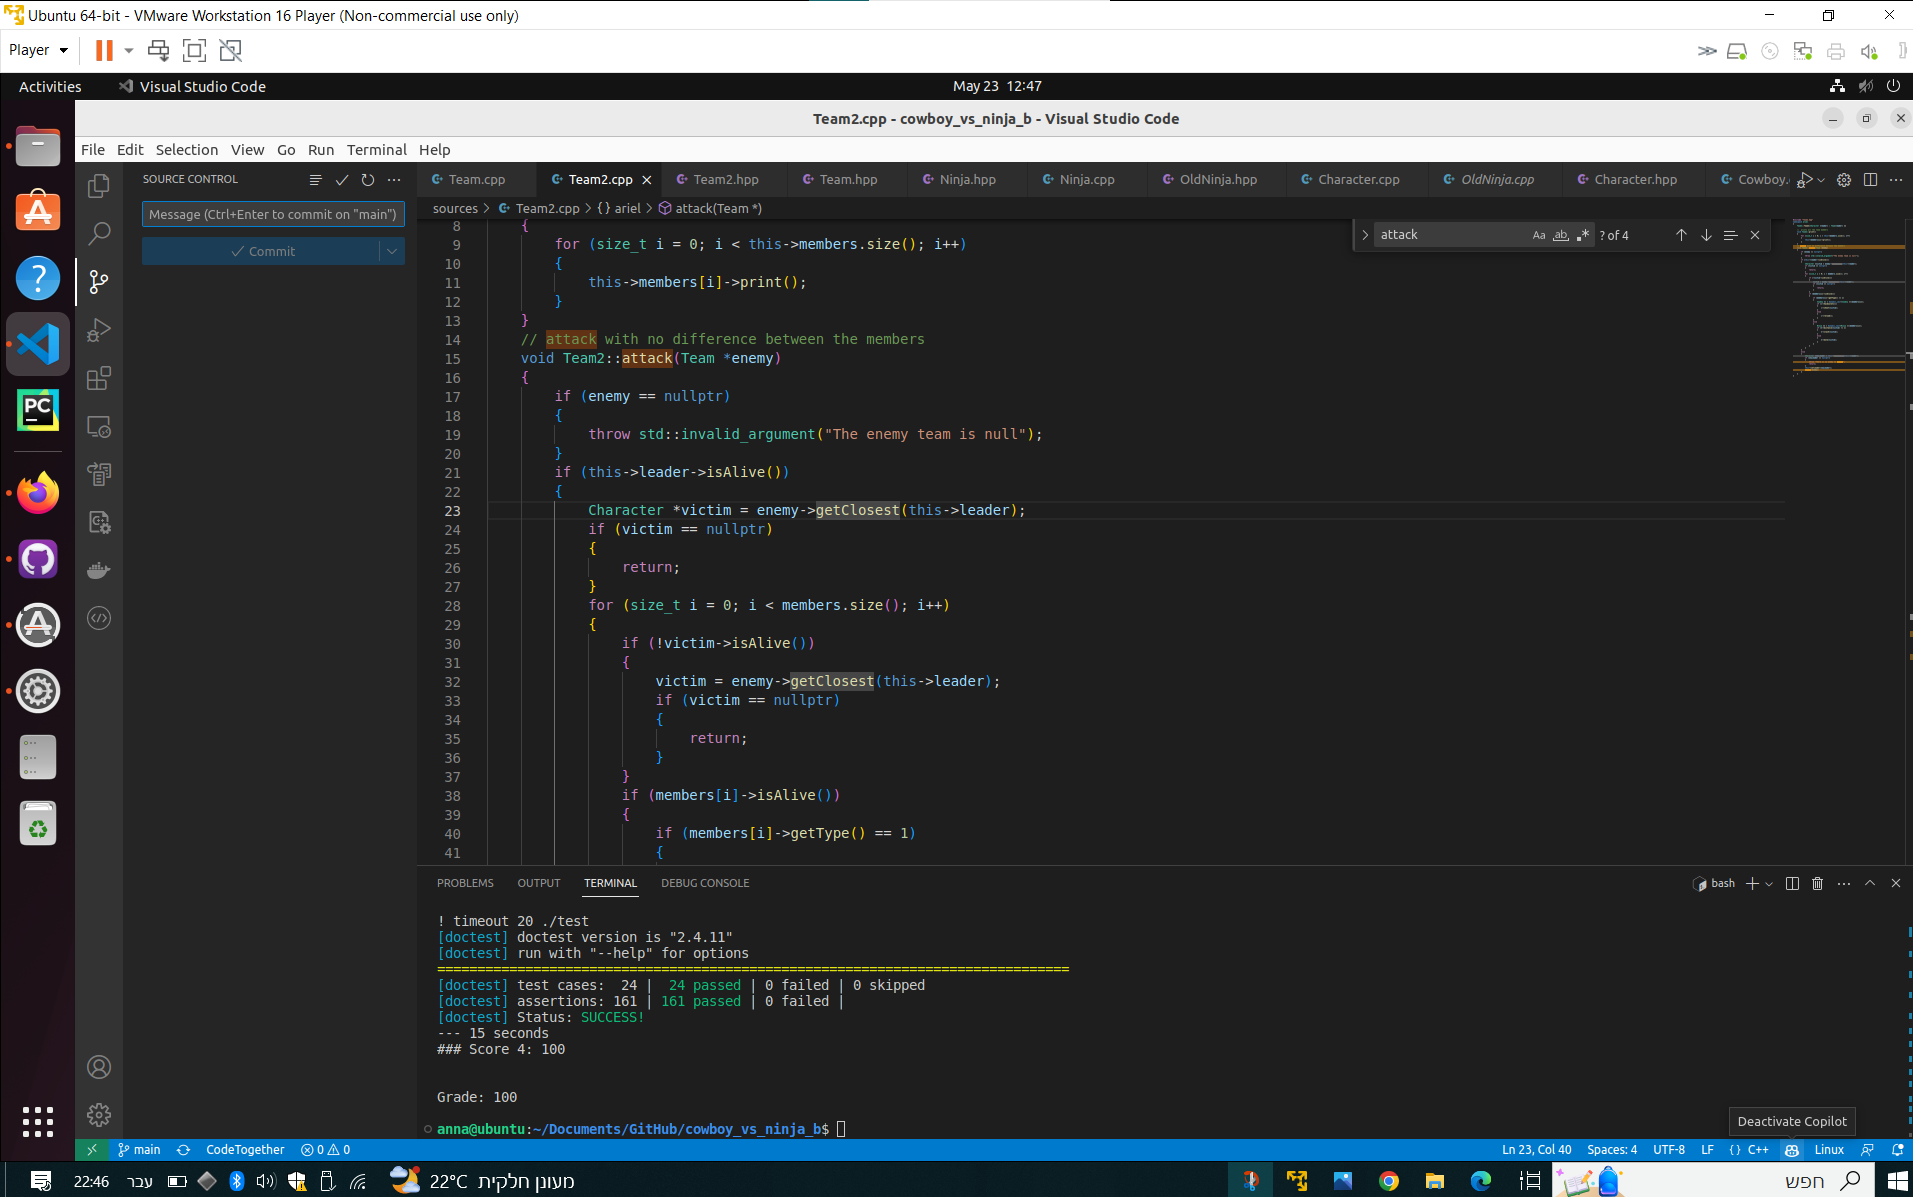 Ubuntu 64-bit - VMware Workstation 16 Player (Non-commercial use only)
Player
Activities
Visual Studio Code
May 23 12:47
Team2.cpp - cowboy_vs_ninja_b - Visual Studio Code
File Edit Selection View Go Run Terminal Help
SOURCE CONTROL
Team.cpp Team2.cpp Team2.hpp Team.hpp Ninja.hpp Ninja.cpp OldNinja.hpp Character.cpp OldNinja.cpp Character.hpp Cowboy.
sources > Team2.cpp > {} ariel > attack(Team *)
Message (Ctrl+Enter to commit on "main")
Commit
attack
Aa ab .* ? of 4
8 {
9 for (size_t i = 0; i < this->members.size(); i++)
10 {
11 this->members[i]->print();
12 }
13 }
14 // attack with no difference between the members
15 void Team2::attack(Team *enemy)
16 {
17 if (enemy == nullptr)
18 {
19 throw std::invalid_argument("The enemy team is null");
20 }
21 if (this->leader->isAlive())
22 {
23 Character *victim = enemy->getClosest(this->leader);
24 if (victim == nullptr)
25 {
26 return;
27 }
28 for (size_t i = 0; i < members.size(); i++)
29 {
30 if (!victim->isAlive())
31 {
32 victim = enemy->getClosest(this->leader);
33 if (victim == nullptr)
34 {
35 return;
36 }
37 }
38 if (members[i]->isAlive())
39 {
40 if (members[i]->getType() == 1)
41 {
PROBLEMS OUTPUT TERMINAL DEBUG CONSOLE
bash
! timeout 20 ./test
[doctest] doctest version is "2.4.11"
[doctest] run with "--help" for options
===============================================================================
[doctest] test cases:  24 |  24 passed | 0 failed | 0 skipped
[doctest] assertions: 161 | 161 passed | 0 failed |
[doctest] Status: SUCCESS!
--- 15 seconds
### Score 4: 100
Grade: 100
anna@ubuntu:~/Documents/GitHub/cowboy_vs_ninja_b$
Deactivate Copilot
main CodeTogether 0 0
Ln 23, Col 40 Spaces: 4 UTF-8 LF {} C++ Linux
22:46 עבר 22°C מעונן חלקית
חפש
PC